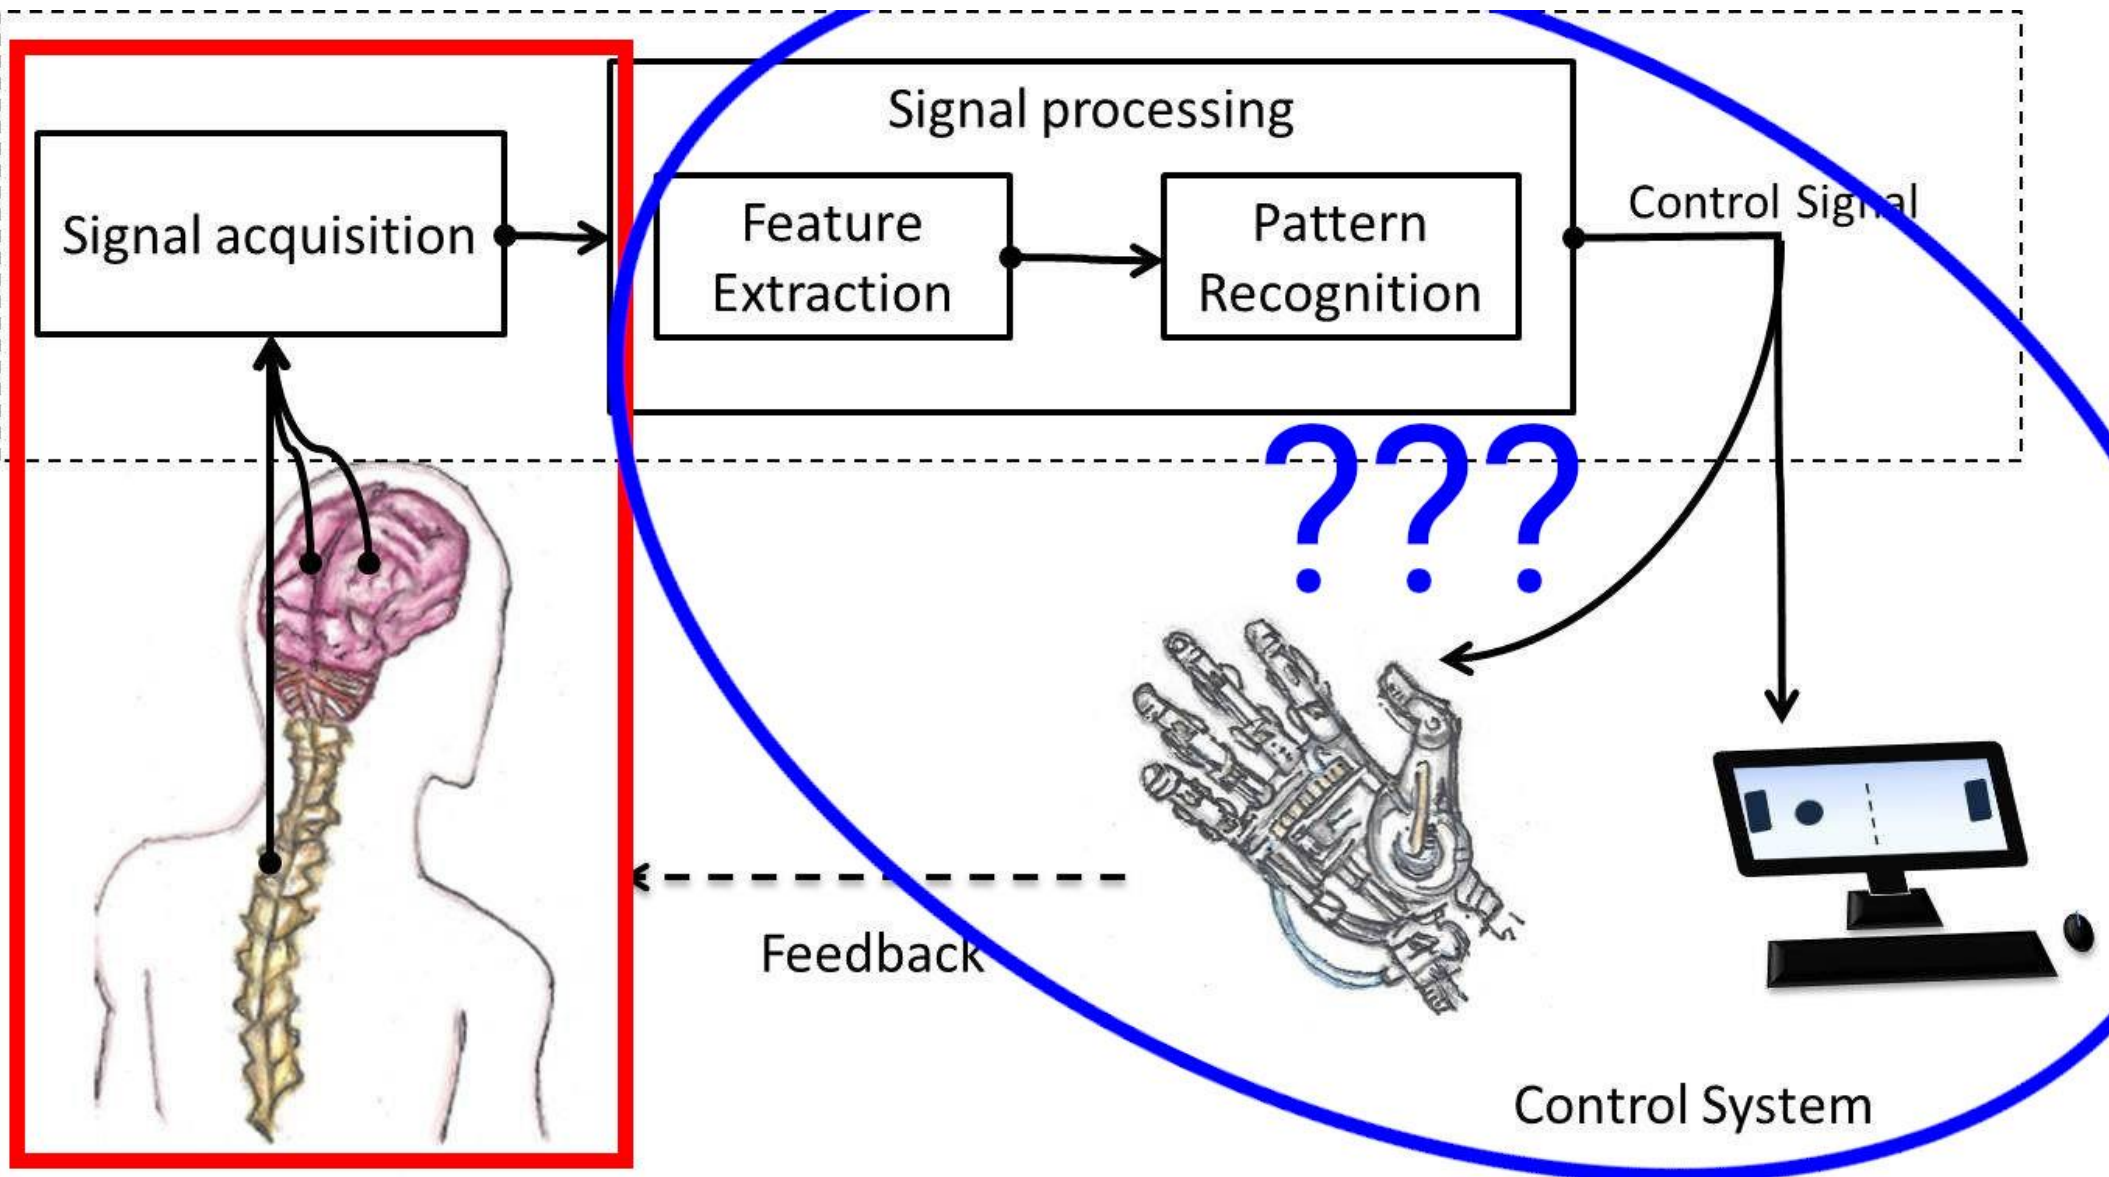 Signal processing
Signal acquisition
Feature
Extraction
Pattern
Recognition
Control Signal
???
Feedback
Control System